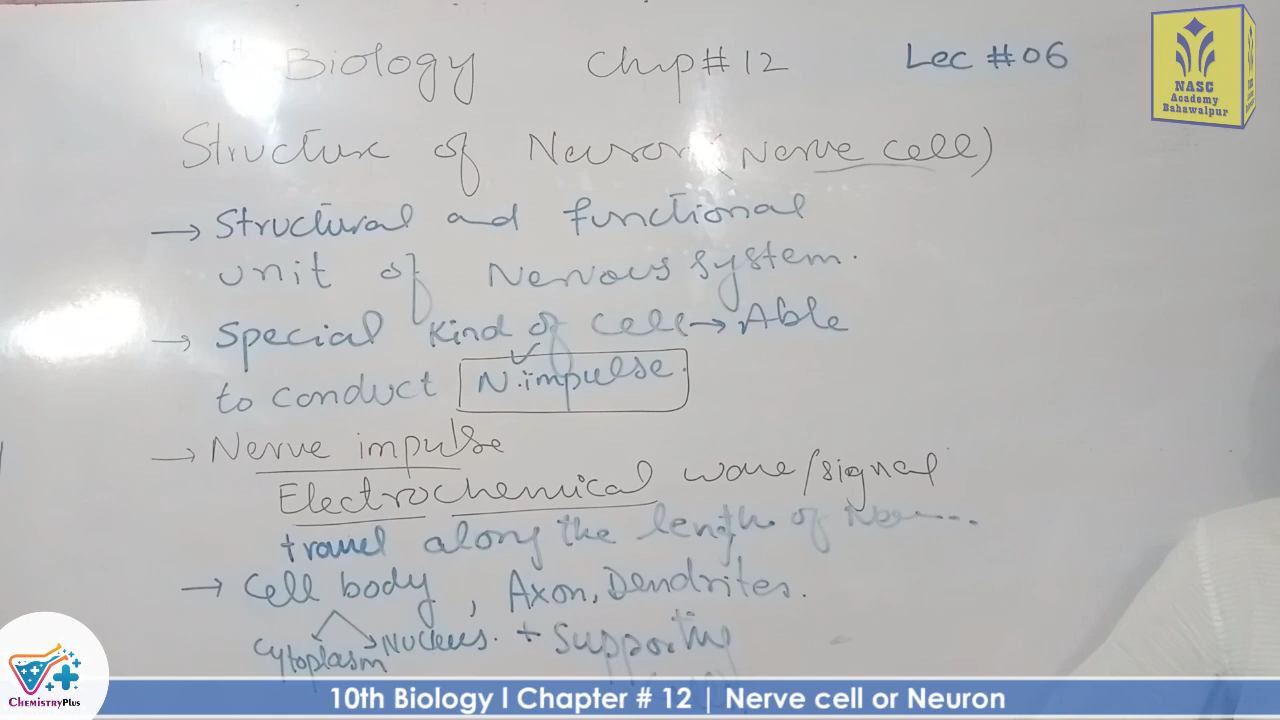 10th Biology Chp#12 Lec #06
NASC
Academy
Bahawalpur
Structure of Neuron (Nerve cell)
→ Structural and functional
unit of Nervous system.
→ Special Kind of cell → Able
to conduct N.impulse.
→ Nerve impulse
Electrochemical wave/signal
travel along the length of
→ Cell body, Axon, Dendrites.
Cytoplasm Nucleus. + Supporting
ChemistryPlus
10th Biology I Chapter # 12 | Nerve cell or Neuron